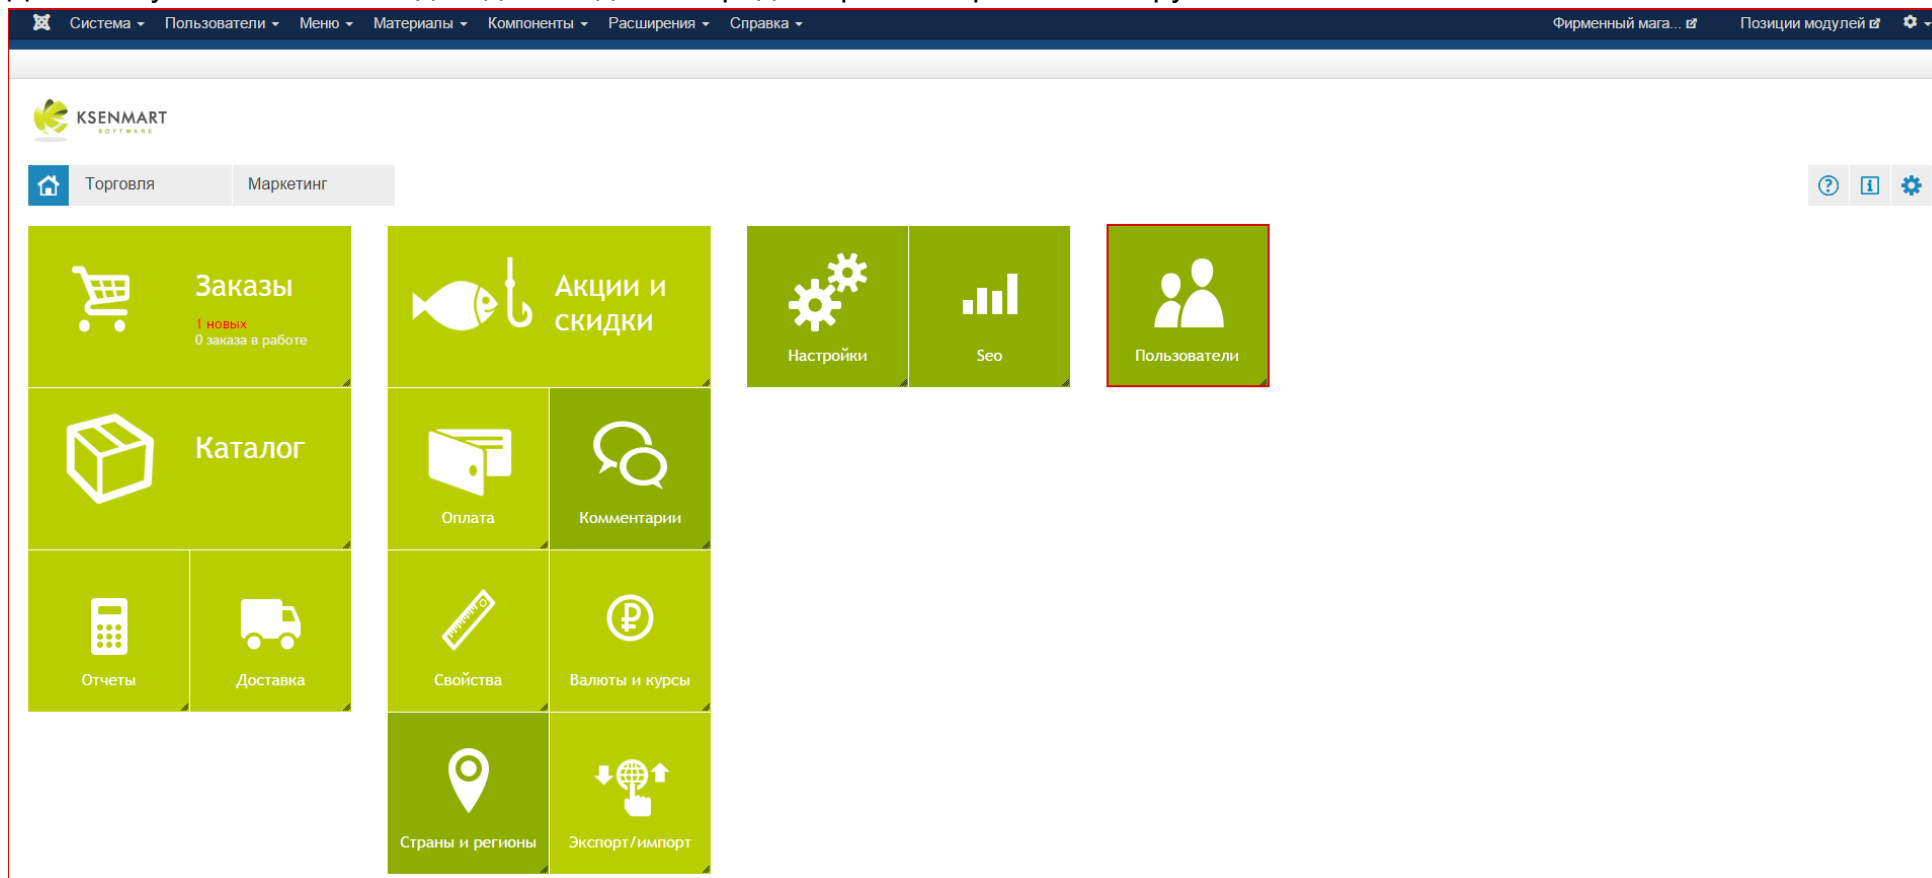 Система Пользователи Меню Материалы Компоненты Расширения Справка Фирменный мага... Позиции модулей
KSENMART
SOFTWARE
Торговля Маркетинг
Заказы
1 новых
0 заказа в работе
Акции и
скидки
Настройки
Seo
Пользователи
Каталог
Оплата
Комментарии
Отчеты
Доставка
Свойства
Валюты и курсы
Страны и регионы
Экспорт/импорт